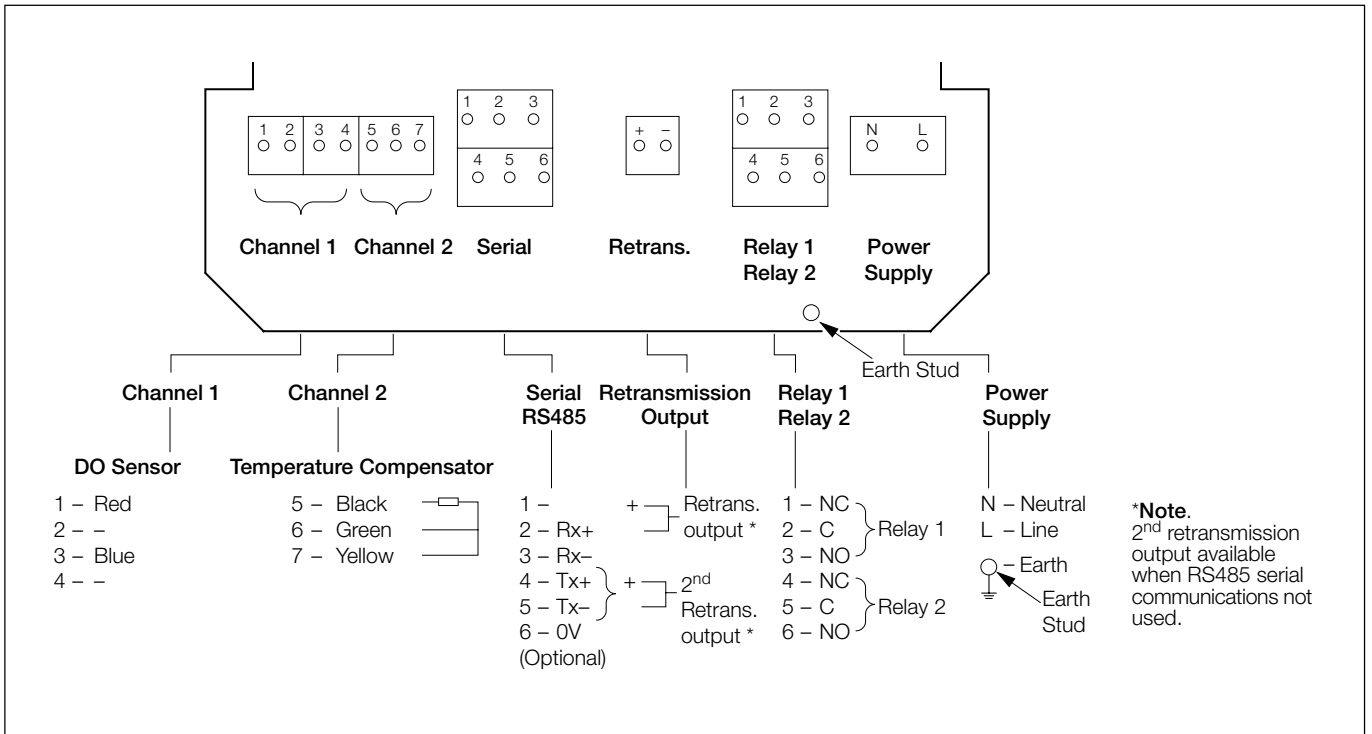 1 2 3 4 5 6 7
1 2 3
4 5 6
+ –
1 2 3
4 5 6
N L
Channel 1
Channel 2
Serial
Retrans.
Relay 1
Relay 2
Power
Supply
Earth Stud
Channel 1
DO Sensor
1 – Red
2 – –
3 – Blue
4 – –
Channel 2
Temperature Compensator
5 – Black
6 – Green
7 – Yellow
Serial
RS485
1 –
2 – Rx+
3 – Rx–
4 – Tx+
5 – Tx–
6 – 0V
(Optional)
Retransmission
Output
+
–
Retrans.
output *
+
–
2nd
Retrans.
output *
Relay 1
Relay 2
1 – NC
2 – C
3 – NO
Relay 1
4 – NC
5 – C
6 – NO
Relay 2
Power
Supply
N – Neutral
L – Line
– Earth
Earth
Stud
*Note.
2nd retransmission
output available
when RS485 serial
communications not
used.